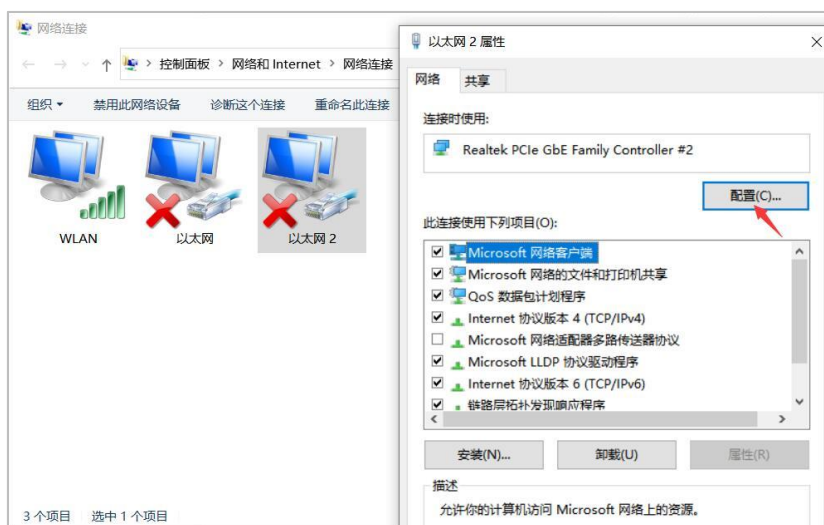 网络连接
控制面板 > 网络和 Internet > 网络连接
组织 禁用此网络设备 诊断这个连接 重命名此连接
WLAN
以太网
以太网 2
3 个项目 选中 1 个项目
以太网 2 属性
网络 共享
连接时使用:
Realtek PCIe GbE Family Controller #2
配置(C)...
此连接使用下列项目(O):
Microsoft 网络客户端
Microsoft 网络的文件和打印机共享
QoS 数据包计划程序
Internet 协议版本 4 (TCP/IPv4)
Microsoft 网络适配器多路传送器协议
Microsoft LLDP 协议驱动程序
Internet 协议版本 6 (TCP/IPv6)
链路层拓扑发现响应程序
安装(N)... 卸载(U) 属性(R)
描述
允许你的计算机访问 Microsoft 网络上的资源。